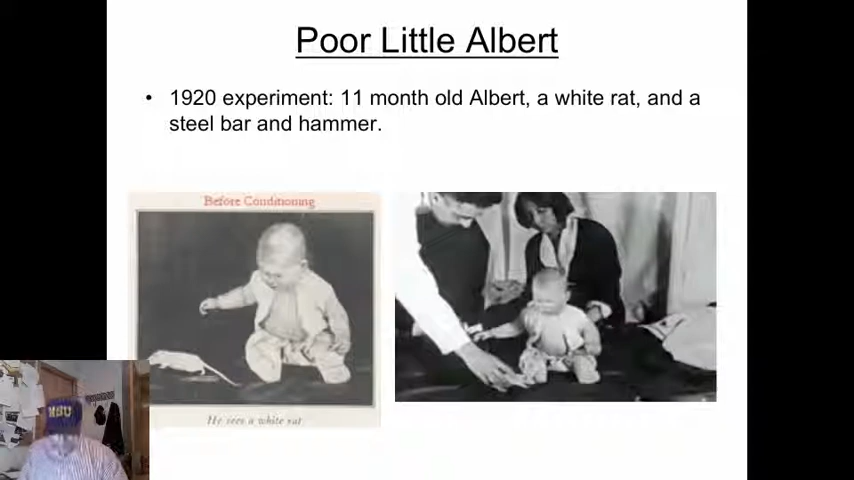 Poor Little Albert
• 1920 experiment: 11 month old Albert, a white rat, and a
steel bar and hammer.
Before Conditioning
He sees a white rat